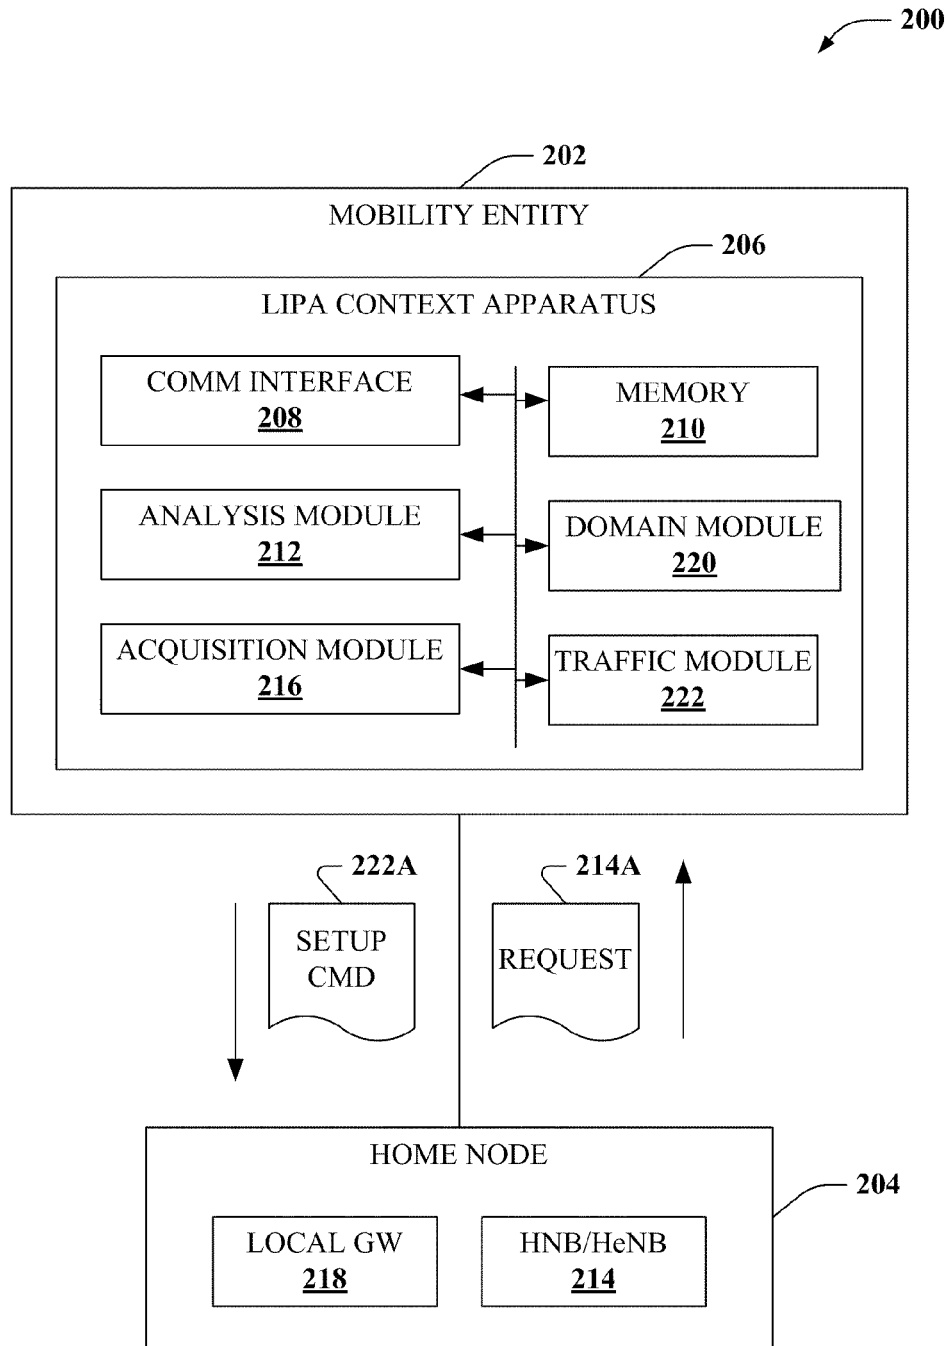 200
202
MOBILITY ENTITY
206
LIPA CONTEXT APPARATUS
COMM INTERFACE
208
MEMORY
210
ANALYSIS MODULE
212
DOMAIN MODULE
220
ACQUISITION MODULE
216
TRAFFIC MODULE
222
222A
214A
SETUP
CMD
REQUEST
HOME NODE
204
LOCAL GW
218
HNB/HeNB
214